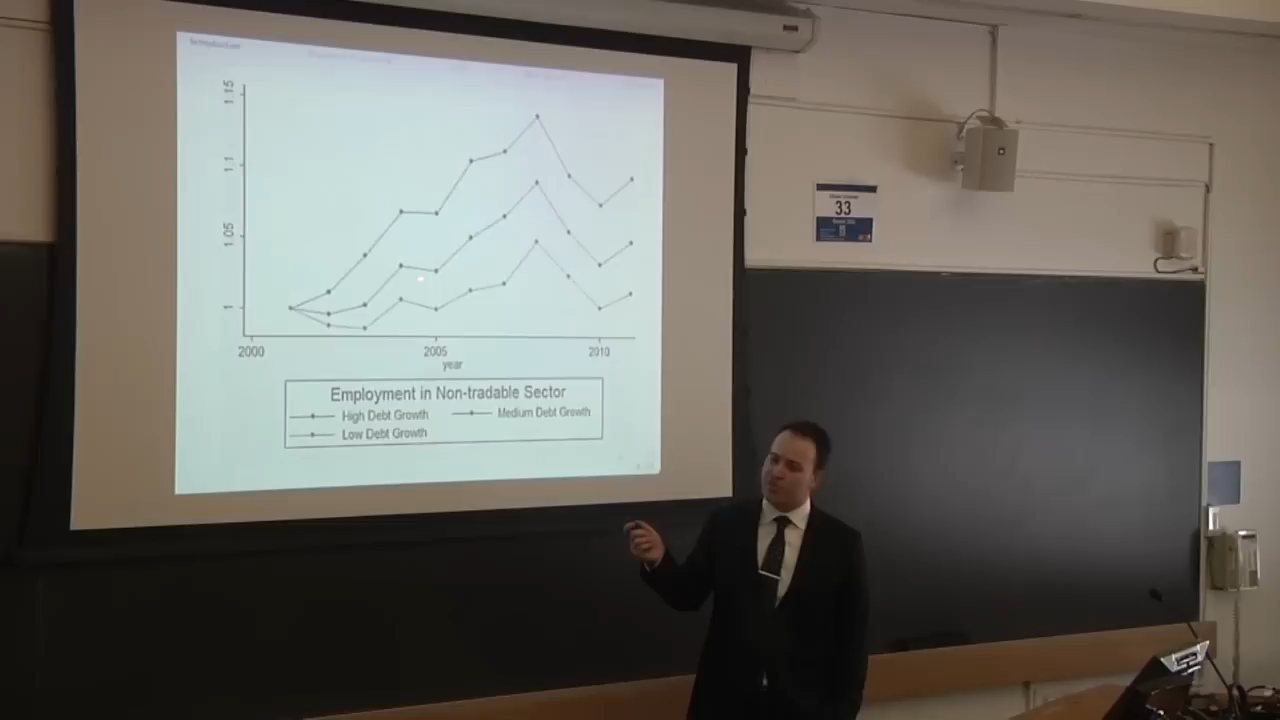 Introduction
1.15
1.1
1.05
1
2000 2005 2010
year
Employment in Non-tradable Sector
High Debt Growth Medium Debt Growth
Low Debt Growth
33